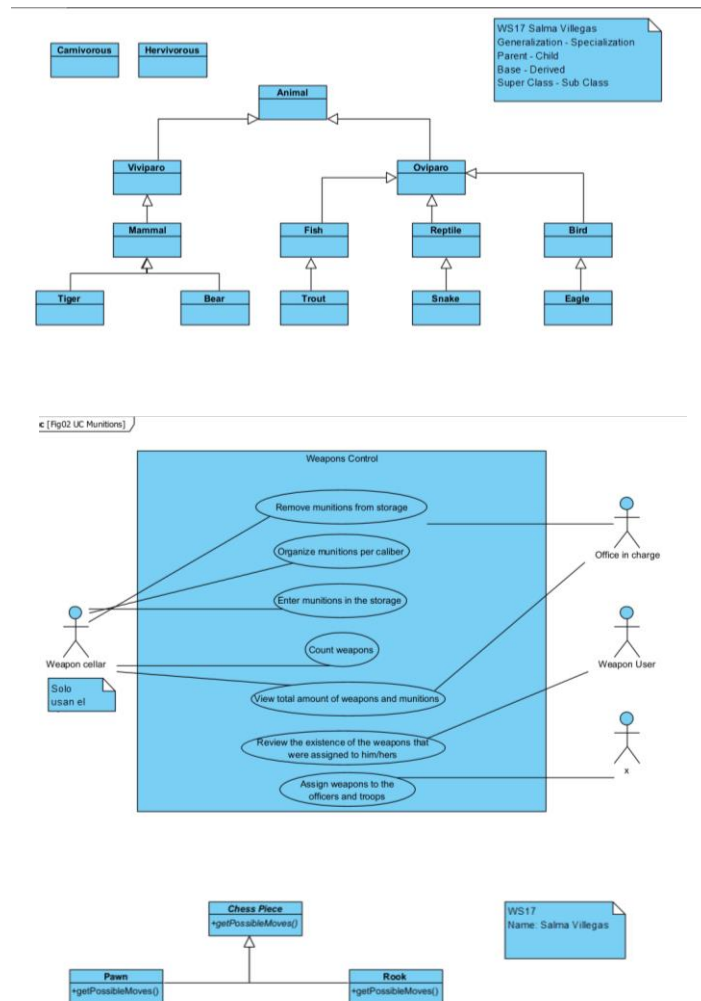 Carnivorous
Hervivorous
WS17 Salma Villegas
Generalization - Specialization
Parent - Child
Base - Derived
Super Class - Sub Class
Animal
Viviparo
Oviparo
Mammal
Fish
Reptile
Bird
Tiger
Bear
Trout
Snake
Eagle
c [Fig02 UC Munitions]
Weapons Control
Remove munitions from storage
Organize munitions per caliber
Office in charge
Enter munitions in the storage
Count weapons
Weapon cellar
Weapon User
Solo
usan el
View total amount of weapons and munitions
Review the existence of the weapons that
were assigned to him/hers
x
Assign weapons to the
officers and troops
Chess Piece
+getPossibleMoves()
WS17
Name: Salma Villegas
Pawn
+getPossibleMoves()
Rook
+getPossibleMoves()